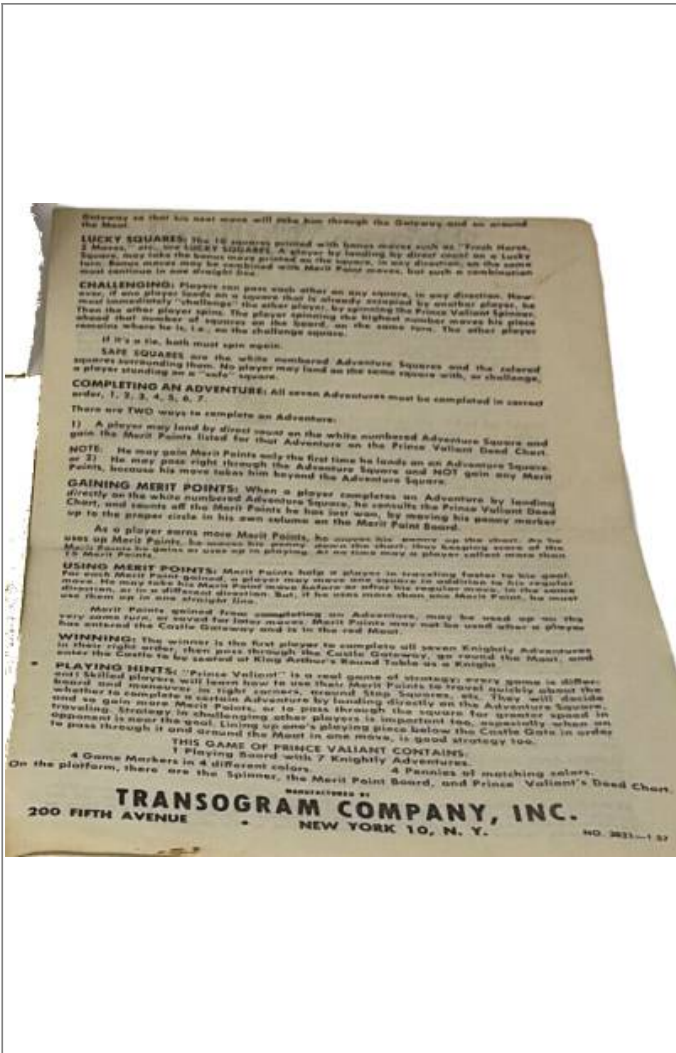 Gateway so that his next move will take him through the Gateway and on around
the Moat.
LUCKY SQUARES: The 16 squares printed with bonus moves such as "Fresh Horse,
2 Moves," etc., are LUCKY SQUARES. A player by landing by direct count on a Lucky
Square, may take the bonus move printed on the square, in any direction, on the same
turn. Bonus moves may be combined with Merit Point moves, but such a combination
must continue in one straight line.
CHALLENGING: Players can pass each other on any square, in any direction. How-
ever, if one player lands on a square that is already occupied by another player, he
must immediately "challenge" the other player, by spinning the Prince Valiant Spinner.
Then the other player spins. The player spinning the highest number moves his piece
ahead that number of squares on the board, on the same turn. The other player
remains where he is, i.e., on the challenge square.
If it's a tie, both must spin again.
SAFE SQUARES are the white numbered Adventure Squares and the colored
squares surrounding them. No player may land on the same square with, or challenge,
a player standing on a "safe" square.
COMPLETING AN ADVENTURE: All seven Adventures must be completed in correct
order, 1, 2, 3, 4, 5, 6, 7.
There are TWO ways to complete an Adventure:
1) A player may land by direct count on the white numbered Adventure Square and
gain the Merit Points listed for that Adventure on the Prince Valiant Deed Chart.
NOTE: He may gain Merit Points only the first time he lands on an Adventure Square.
or 2) He may pass right through the Adventure Square and NOT gain any Merit
Points, because his move takes him beyond the Adventure Square.
GAINING MERIT POINTS: When a player completes an Adventure by landing
directly on the white numbered Adventure Square, he consults the Prince Valiant Deed
Chart, and counts off the Merit Points he has just won, by moving his penny marker
up to the proper circle in his own column on the Merit Point Board.
As a player earns more Merit Points, he moves his penny up the chart. As he
uses up Merit Points, he moves his penny down the chart, thus keeping score of the
Merit Points he gains or uses up in playing. At no time may a player collect more than
15 Merit Points.
USING MERIT POINTS: Merit Points help a player in traveling faster to his goal.
For each Merit Point gained, a player may move one square in addition to his regular
move. He may take his Merit Point move before or after his regular move, in the same
direction, or in a different direction. But, if he uses more than one Merit Point, he must
use them up in one straight line.
Merit Points gained from completing an Adventure, may be used up on the
very same turn, or saved for later moves. Merit Points may not be used after a player
has entered the Castle Gateway and is in the red Moat.
WINNING: The winner is the first player to complete all seven Knightly Adventures
in their right order, then pass through the Castle Gateway, go round the Moat, and
enter the Castle to be seated at King Arthur's Round Table as a Knight.
• PLAYING HINTS: "Prince Valiant" is a real game of strategy; every game is differ-
ent! Skilled players will learn how to use their Merit Points to travel quickly about the
board and maneuver in tight corners, around Stop Squares, etc. They will decide
whether to complete a certain Adventure by landing directly on the Adventure Square,
and so gain more Merit Points, or to pass through the square for greater speed in
traveling. Strategy in challenging other players is important too, especially when an
opponent is near the goal. Lining up one's playing piece below the Castle Gate in order
to pass through it and around the Moat in one move, is good strategy too.
THIS GAME OF PRINCE VALIANT CONTAINS:
1 Playing Board with 7 Knightly Adventures.
4 Game Markers in 4 different colors. 4 Pennies of matching colors.
On the platform, there are the Spinner, the Merit Point Board, and Prince Valiant's Deed Chart.
MANUFACTURED BY
TRANSOGRAM COMPANY, INC.
200 FIFTH AVENUE • NEW YORK 10, N. Y.